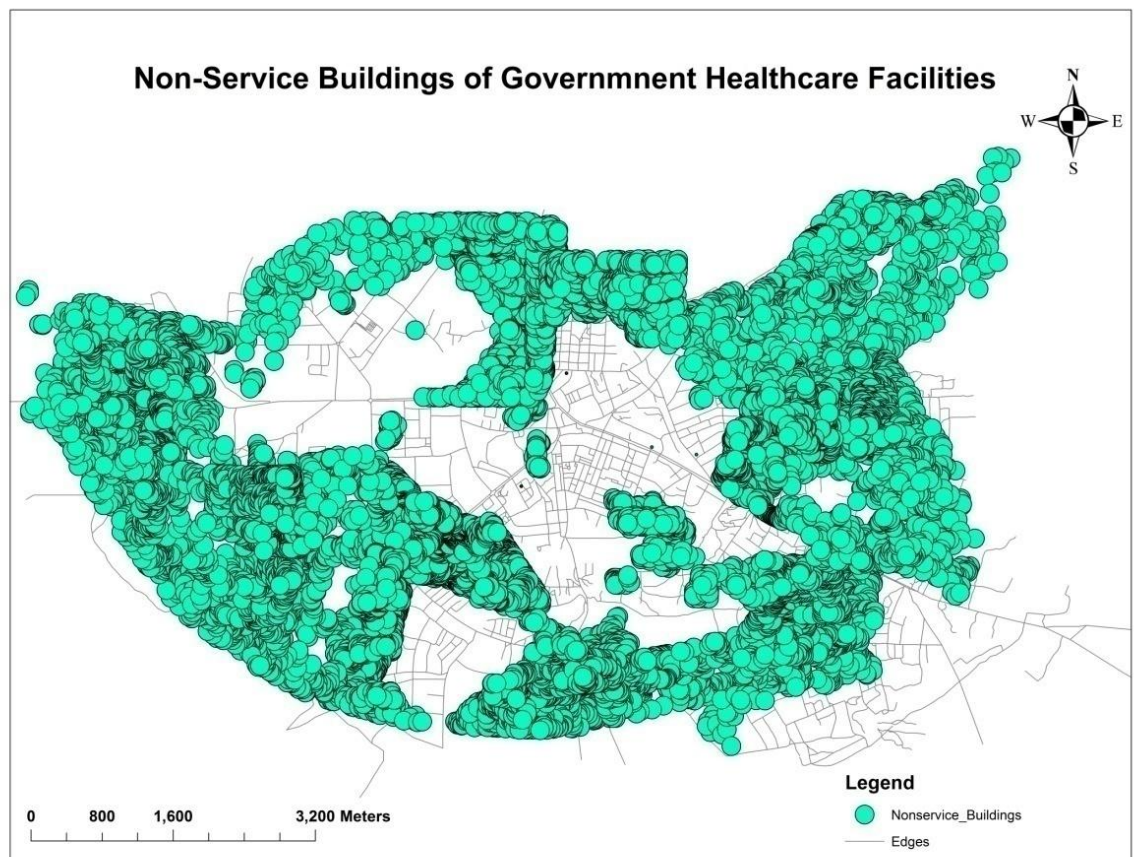 Non-Service Buildings of Governmnent Healthcare Facilities
N
W E
S
Legend
0 800 1,600 3,200 Meters
Nonservice_Buildings
Edges